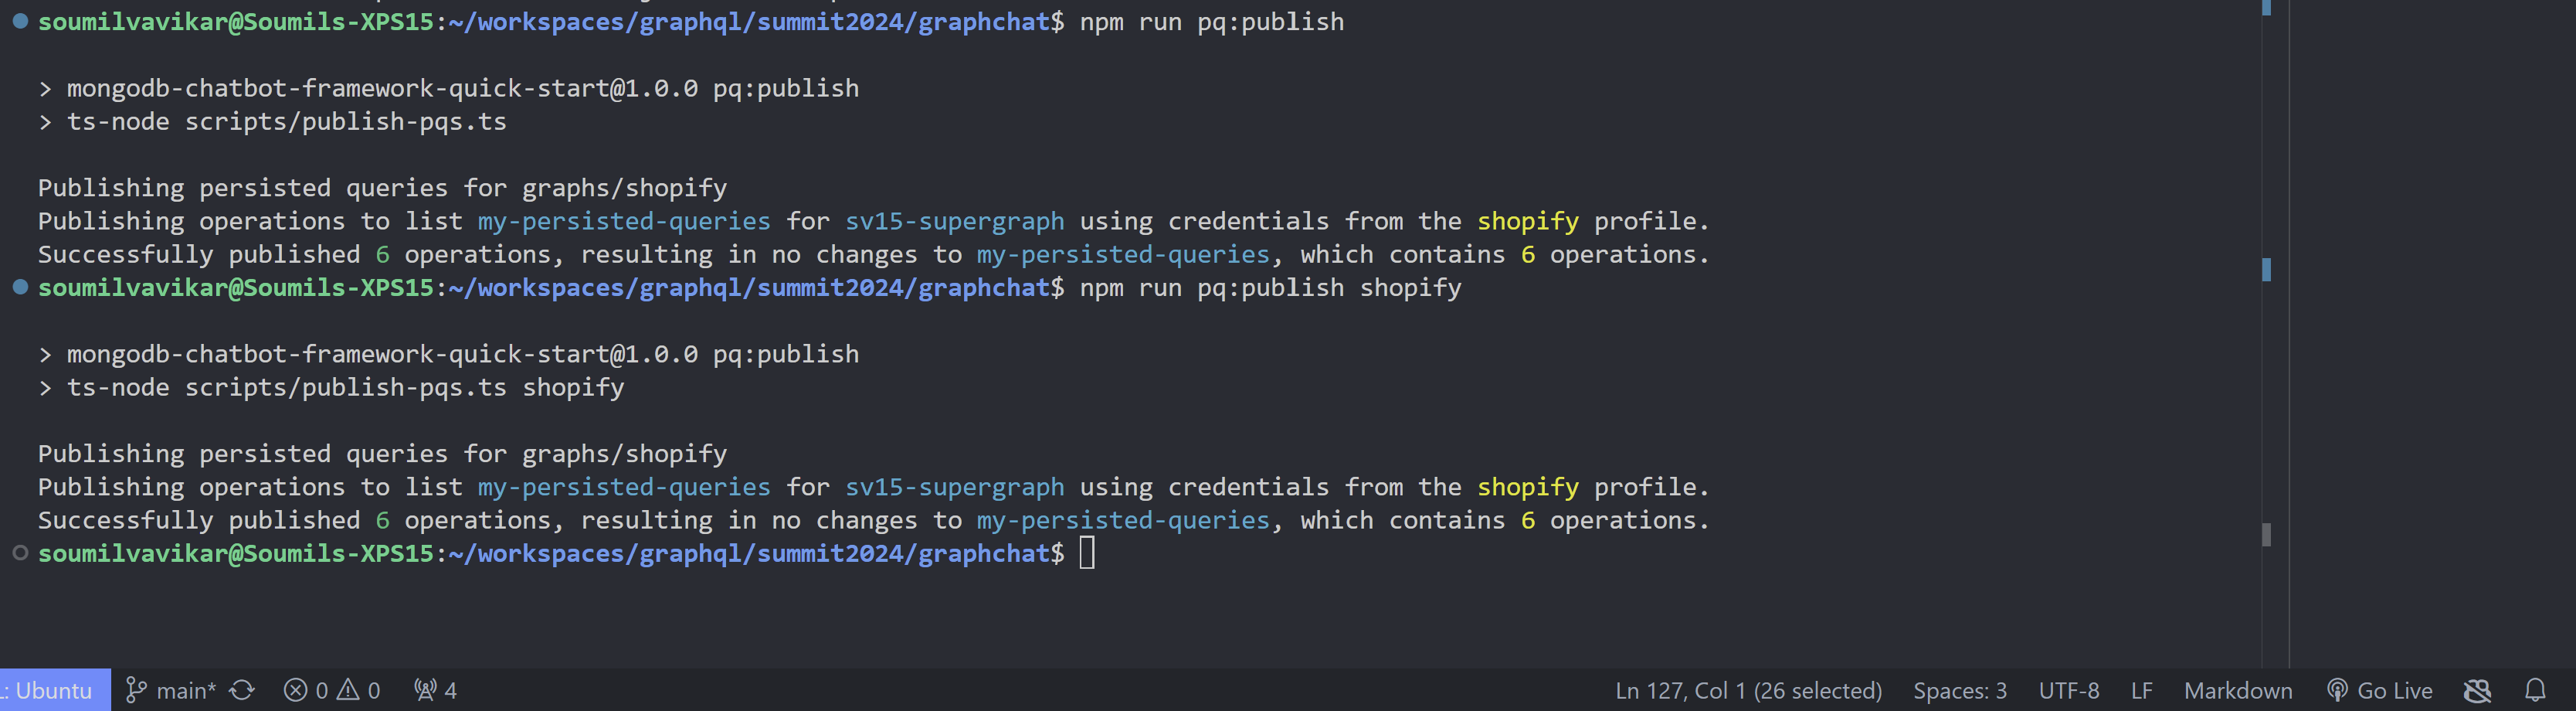 soumilvavikar@Soumils-XPS15:~/workspaces/graphql/summit2024/graphchat$ npm run pq:publish
> mongodb-chatbot-framework-quick-start@1.0.0 pq:publish
> ts-node scripts/publish-pqs.ts
Publishing persisted queries for graphs/shopify
Publishing operations to list my-persisted-queries for sv15-supergraph using credentials from the shopify profile.
Successfully published 6 operations, resulting in no changes to my-persisted-queries, which contains 6 operations.
soumilvavikar@Soumils-XPS15:~/workspaces/graphql/summit2024/graphchat$ npm run pq:publish shopify
> mongodb-chatbot-framework-quick-start@1.0.0 pq:publish
> ts-node scripts/publish-pqs.ts shopify
Publishing persisted queries for graphs/shopify
Publishing operations to list my-persisted-queries for sv15-supergraph using credentials from the shopify profile.
Successfully published 6 operations, resulting in no changes to my-persisted-queries, which contains 6 operations.
soumilvavikar@Soumils-XPS15:~/workspaces/graphql/summit2024/graphchat$
: Ubuntu main* 0 0 4 Ln 127, Col 1 (26 selected) Spaces: 3 UTF-8 LF Markdown Go Live